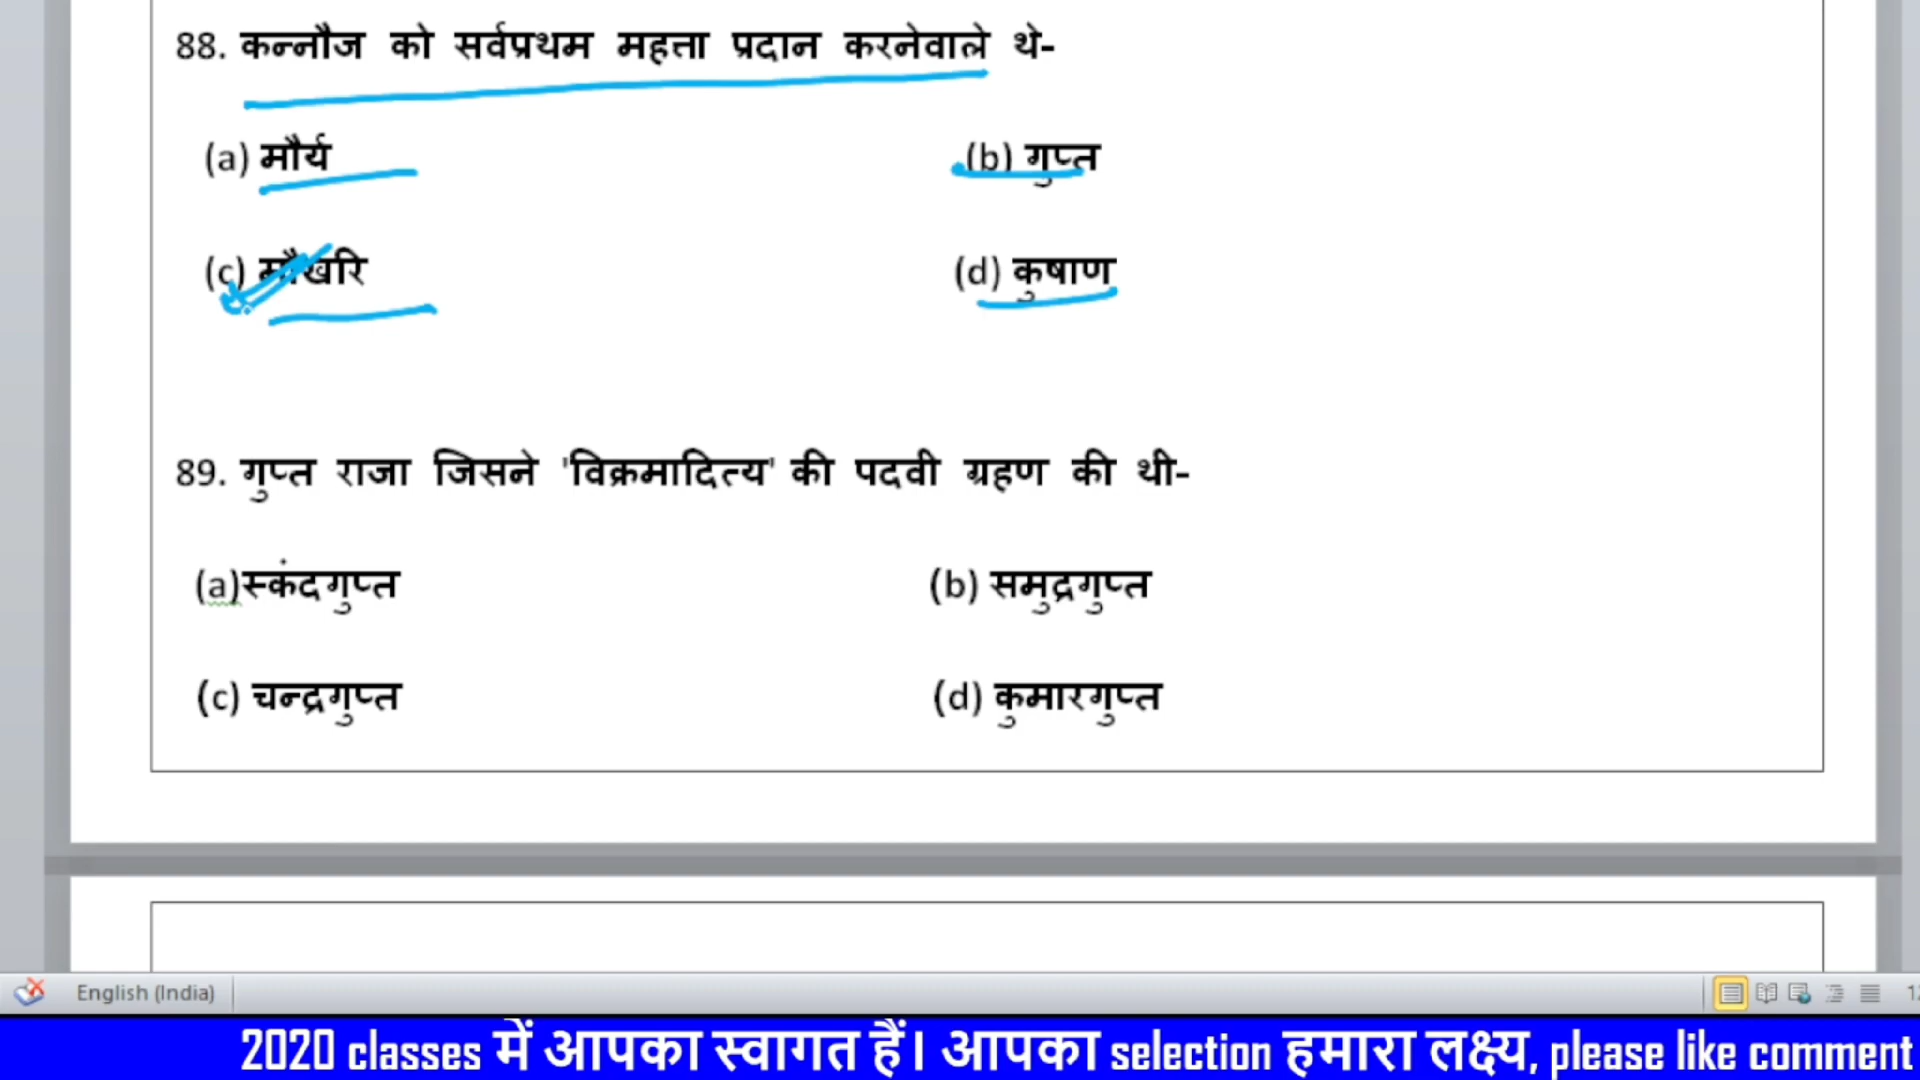 88. कन्नौज को सर्वप्रथम महत्ता प्रदान करनेवाले थे-
(a) मौर्य (b) गुप्त
(c) मौखरि (d) कुषाण
89. गुप्त राजा जिसने 'विक्रमादित्य' की पदवी ग्रहण की थी-
(a)स्कंदगुप्त (b) समुद्रगुप्त
(c) चन्द्रगुप्त (d) कुमारगुप्त
English (India)
2020 classes में आपका स्वागत हैं। आपका selection हमारा लक्ष्य, please like comment